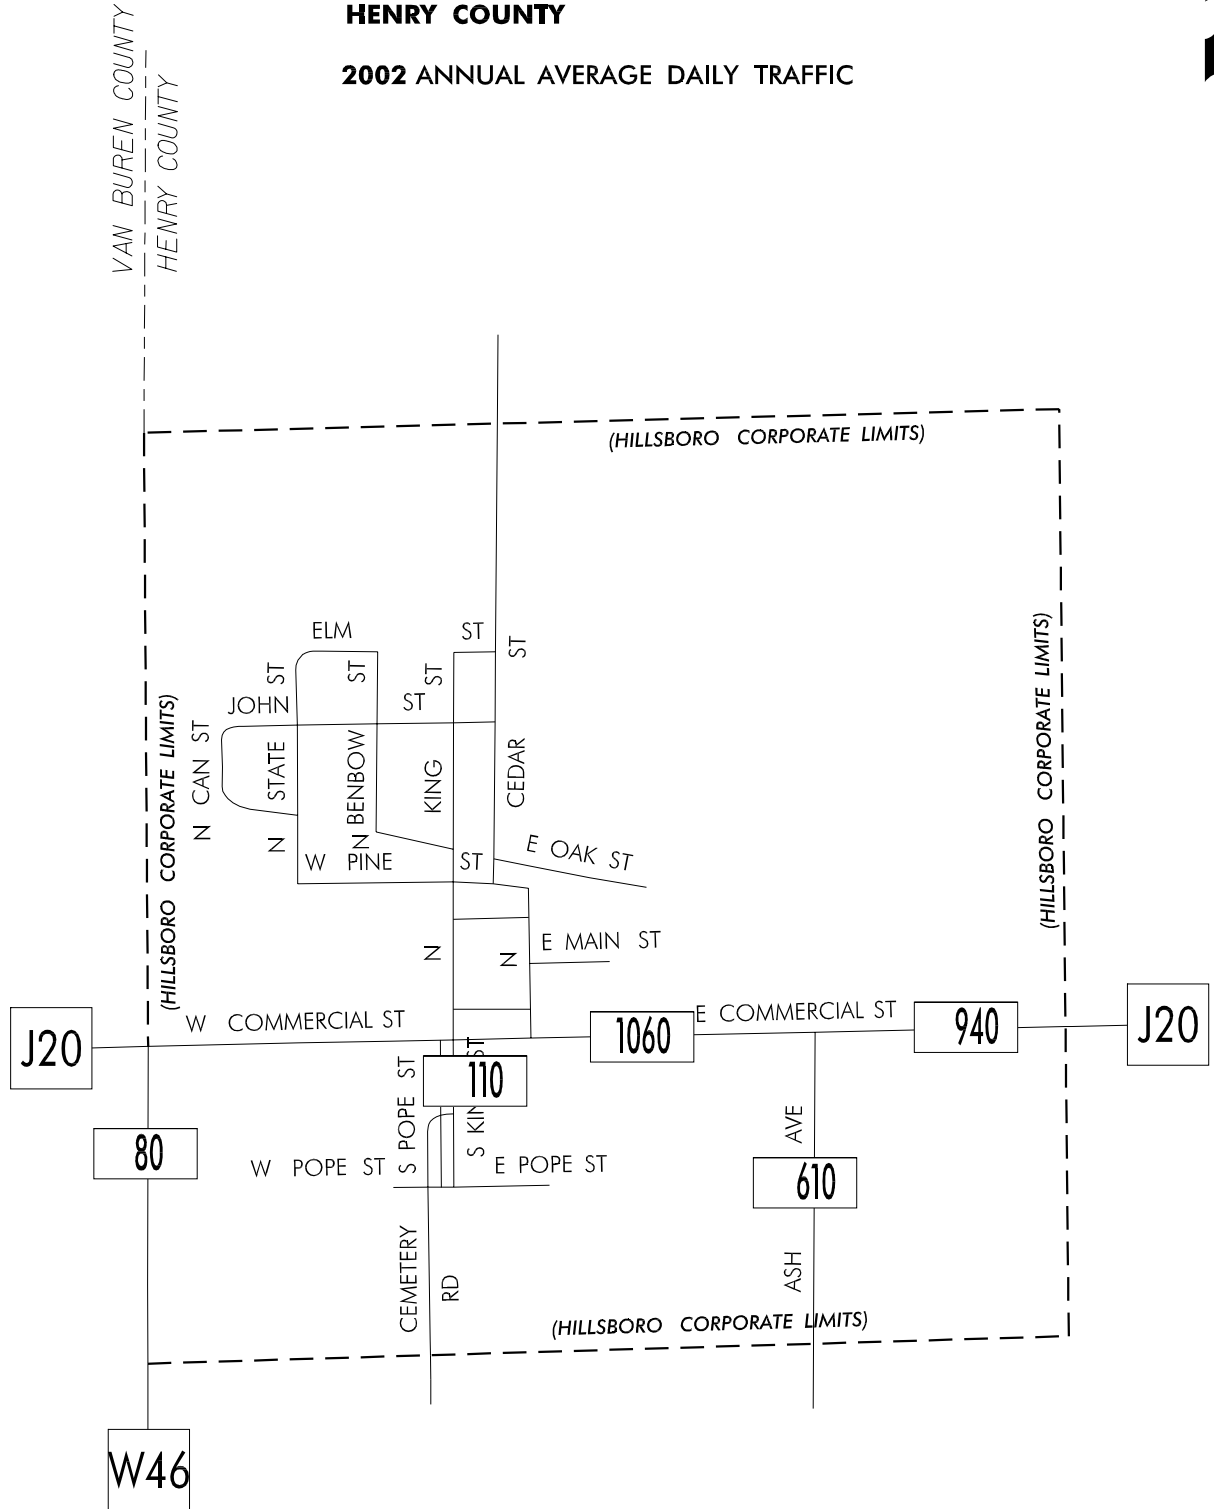 HENRY COUNTY
2002 ANNUAL AVERAGE DAILY TRAFFIC
VAN BUREN COUNTY
HENRY COUNTY
(HILLSBORO CORPORATE LIMITS)
ELM ST
JOHN ST
N CAN ST
N STATE ST
N BENBOW ST
N KING ST
N CEDAR ST
(HILLSBORO CORPORATE LIMITS)
(HILLSBORO CORPORATE LIMITS)
W PINE ST
E OAK ST
E MAIN ST
J20
W COMMERCIAL ST
1060
E COMMERCIAL ST
940
J20
110
S POPE ST
S KING ST
80
W POPE ST
E POPE ST
ASH AVE
610
CEMETERY RD
(HILLSBORO CORPORATE LIMITS)
W46